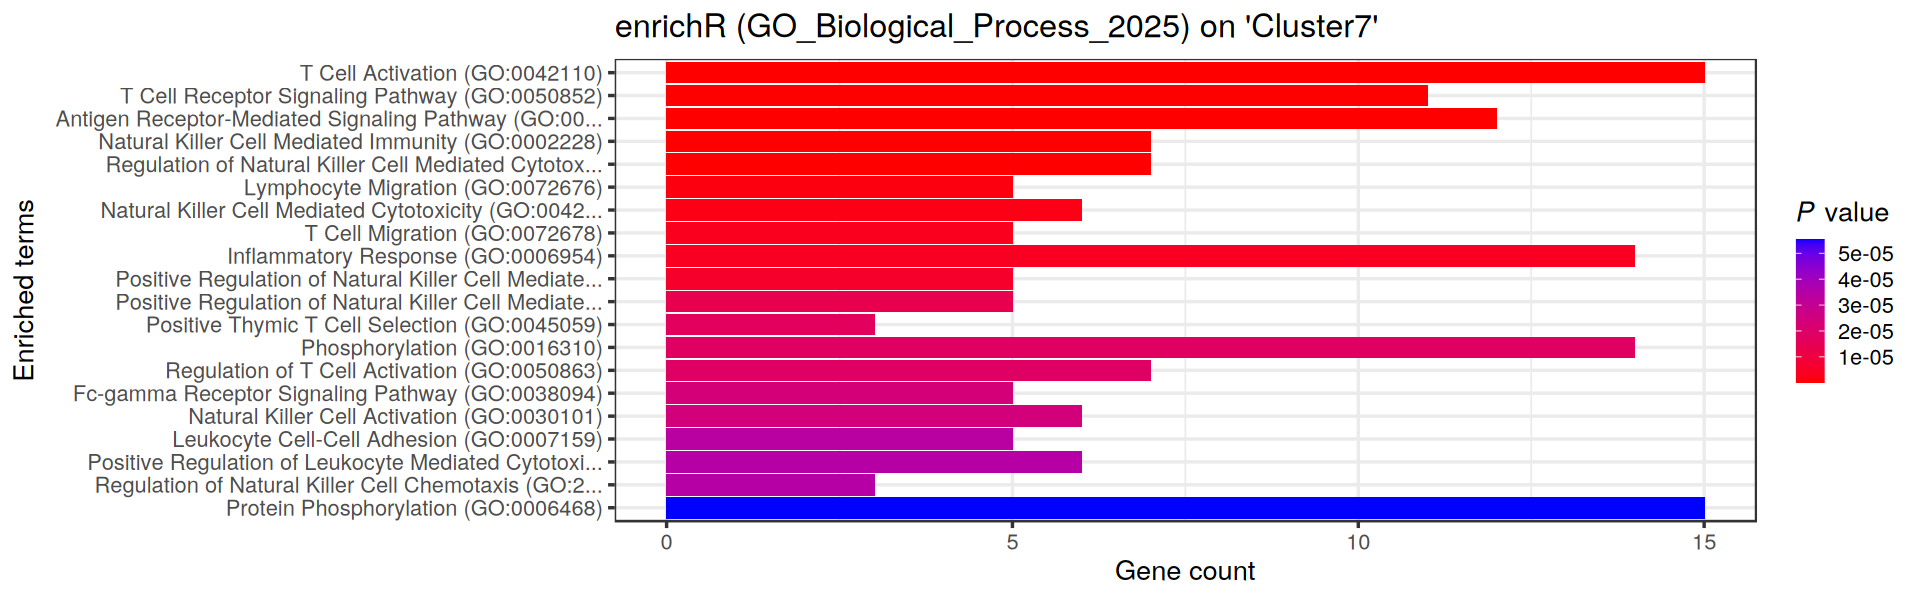 enrichR (GO_Biological_Process_2025) on 'Cluster7'
Enriched terms
T Cell Activation (GO:0042110)
T Cell Receptor Signaling Pathway (GO:0050852)
Antigen Receptor-Mediated Signaling Pathway (GO:00...
Natural Killer Cell Mediated Immunity (GO:0002228)
Regulation of Natural Killer Cell Mediated Cytotox...
Lymphocyte Migration (GO:0072676)
Natural Killer Cell Mediated Cytotoxicity (GO:0042...
T Cell Migration (GO:0072678)
Inflammatory Response (GO:0006954)
Positive Regulation of Natural Killer Cell Mediate...
Positive Regulation of Natural Killer Cell Mediate...
Positive Thymic T Cell Selection (GO:0045059)
Phosphorylation (GO:0016310)
Regulation of T Cell Activation (GO:0050863)
Fc-gamma Receptor Signaling Pathway (GO:0038094)
Natural Killer Cell Activation (GO:0030101)
Leukocyte Cell-Cell Adhesion (GO:0007159)
Positive Regulation of Leukocyte Mediated Cytotoxi...
Regulation of Natural Killer Cell Chemotaxis (GO:2...
Protein Phosphorylation (GO:0006468)
0 5 10 15
Gene count
P value
5e-05
4e-05
3e-05
2e-05
1e-05